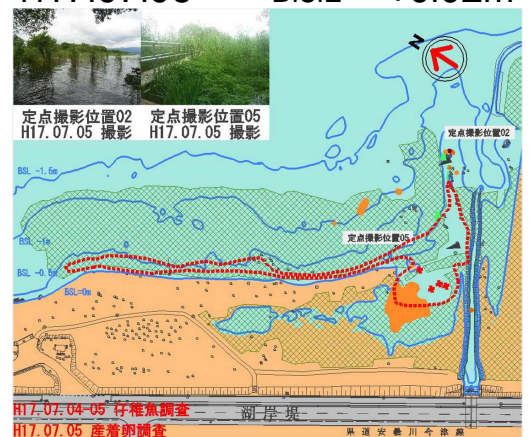 定点撮影位置02
H17.07.05 撮影
定点撮影位置05
H17.07.05 撮影
N
定点撮影位置02
BSL -1.5m
定点撮影位置05
BSL -1m
BSL -0.5m
BSL=0m
H17.07.04-05 仔稚魚調査
湖岸堤
H17.07.05 産着卵調査
県道安曇川今津線